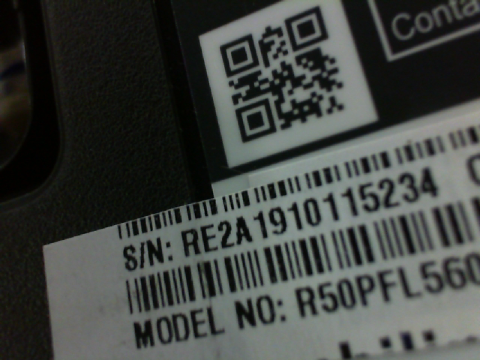 Conta
S/N: RE2A1910115234
MODEL NO: R50PFL560